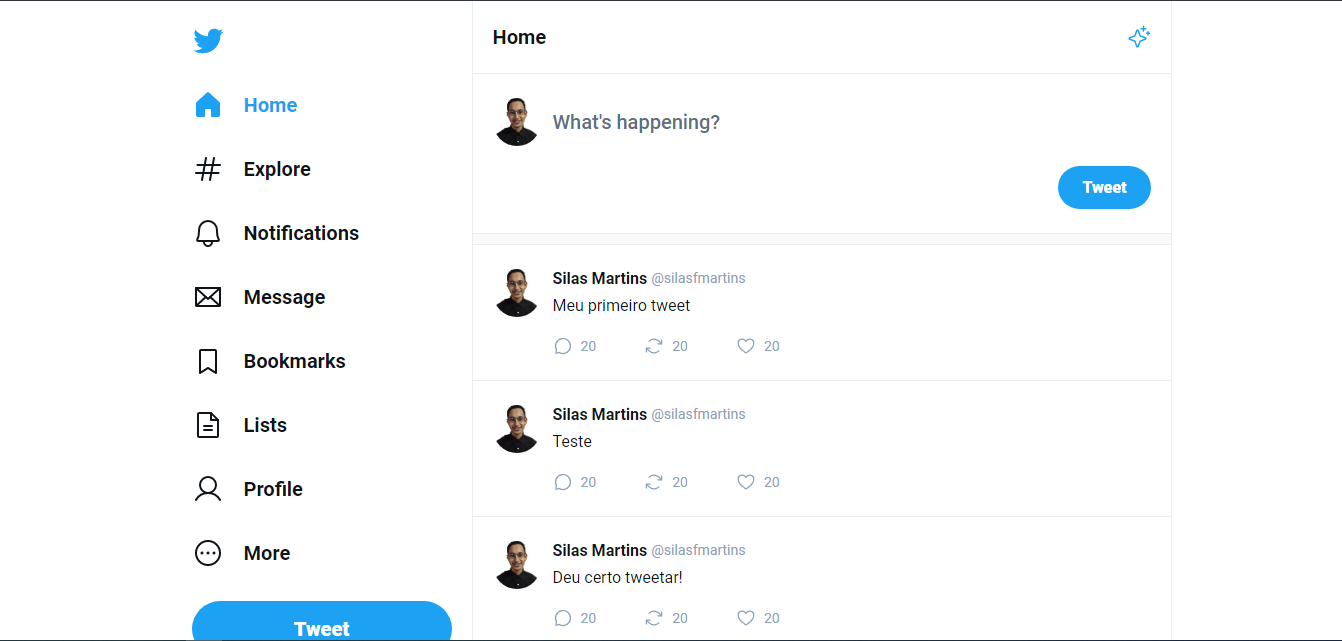 Home
Explore
Notifications
Message
Bookmarks
Lists
Profile
More
Tweet
Home
What's happening?
Tweet
Silas Martins @silasfmartins
Meu primeiro tweet
20 20 20
Silas Martins @silasfmartins
Teste
20 20 20
Silas Martins @silasfmartins
Deu certo tweetar!
20 20 20